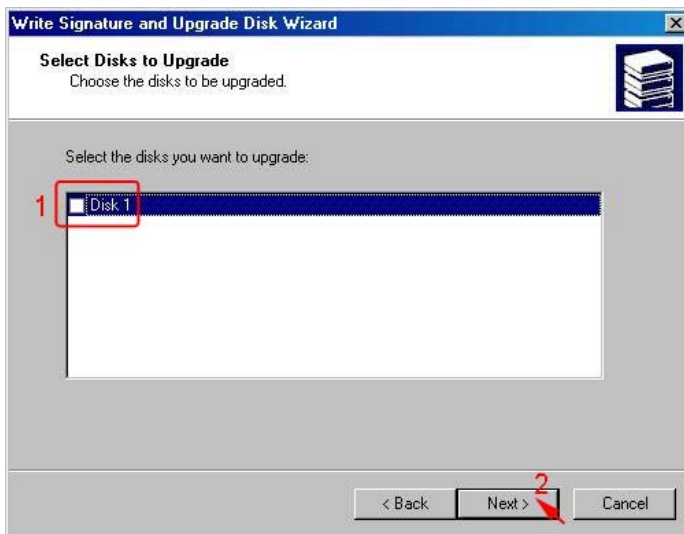 Write Signature and Upgrade Disk Wizard
Select Disks to Upgrade
Choose the disks to be upgraded.
Select the disks you want to upgrade:
1 Disk 1
2
< Back Next > Cancel